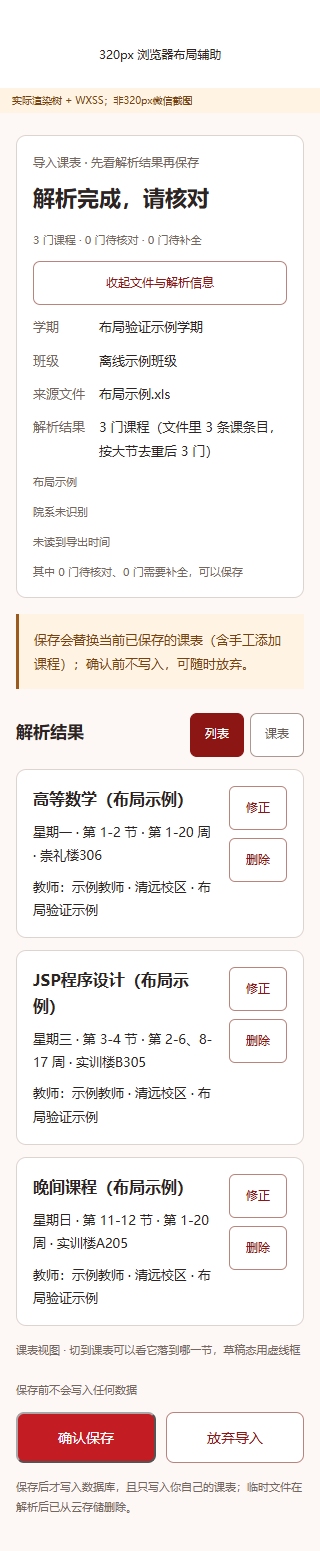 320px 浏览器布局辅助
实际渲染树 + WXSS；非320px微信截图
导入课表 · 先看解析结果再保存
解析完成，请核对
3 门课程 · 0 门待核对 · 0 门待补全
收起文件与解析信息
学期 布局验证示例学期
班级 离线示例班级
来源文件 布局示例.xls
解析结果 3 门课程（文件里 3 条课条目，
按大节去重后 3 门）
布局示例
院系未识别
未读到导出时间
其中 0 门待核对、0 门需要补全，可以保存
保存会替换当前已保存的课表（含手工添加
课程）；确认前不写入，可随时放弃。
解析结果 列表 课表
高等数学（布局示例） 修正
星期一 · 第 1-2 节 · 第 1-20 周
· 崇礼楼306
删除
教师：示例教师 · 清远校区 · 布
局验证示例
JSP程序设计（布局示
例）
修正
星期三 · 第 3-4 节 · 第 2-6、8-
17 周 · 实训楼B305
删除
教师：示例教师 · 清远校区 · 布
局验证示例
晚间课程（布局示例） 修正
星期日 · 第 11-12 节 · 第 1-20
周 · 实训楼A205
删除
教师：示例教师 · 清远校区 · 布
局验证示例
课表视图 · 切到课表可以看它落到哪一节，草稿态用虚线框
保存前不会写入任何数据
确认保存 放弃导入
保存后才写入数据库，且只写入你自己的课表；临时文件在
解析后已从云存储删除。